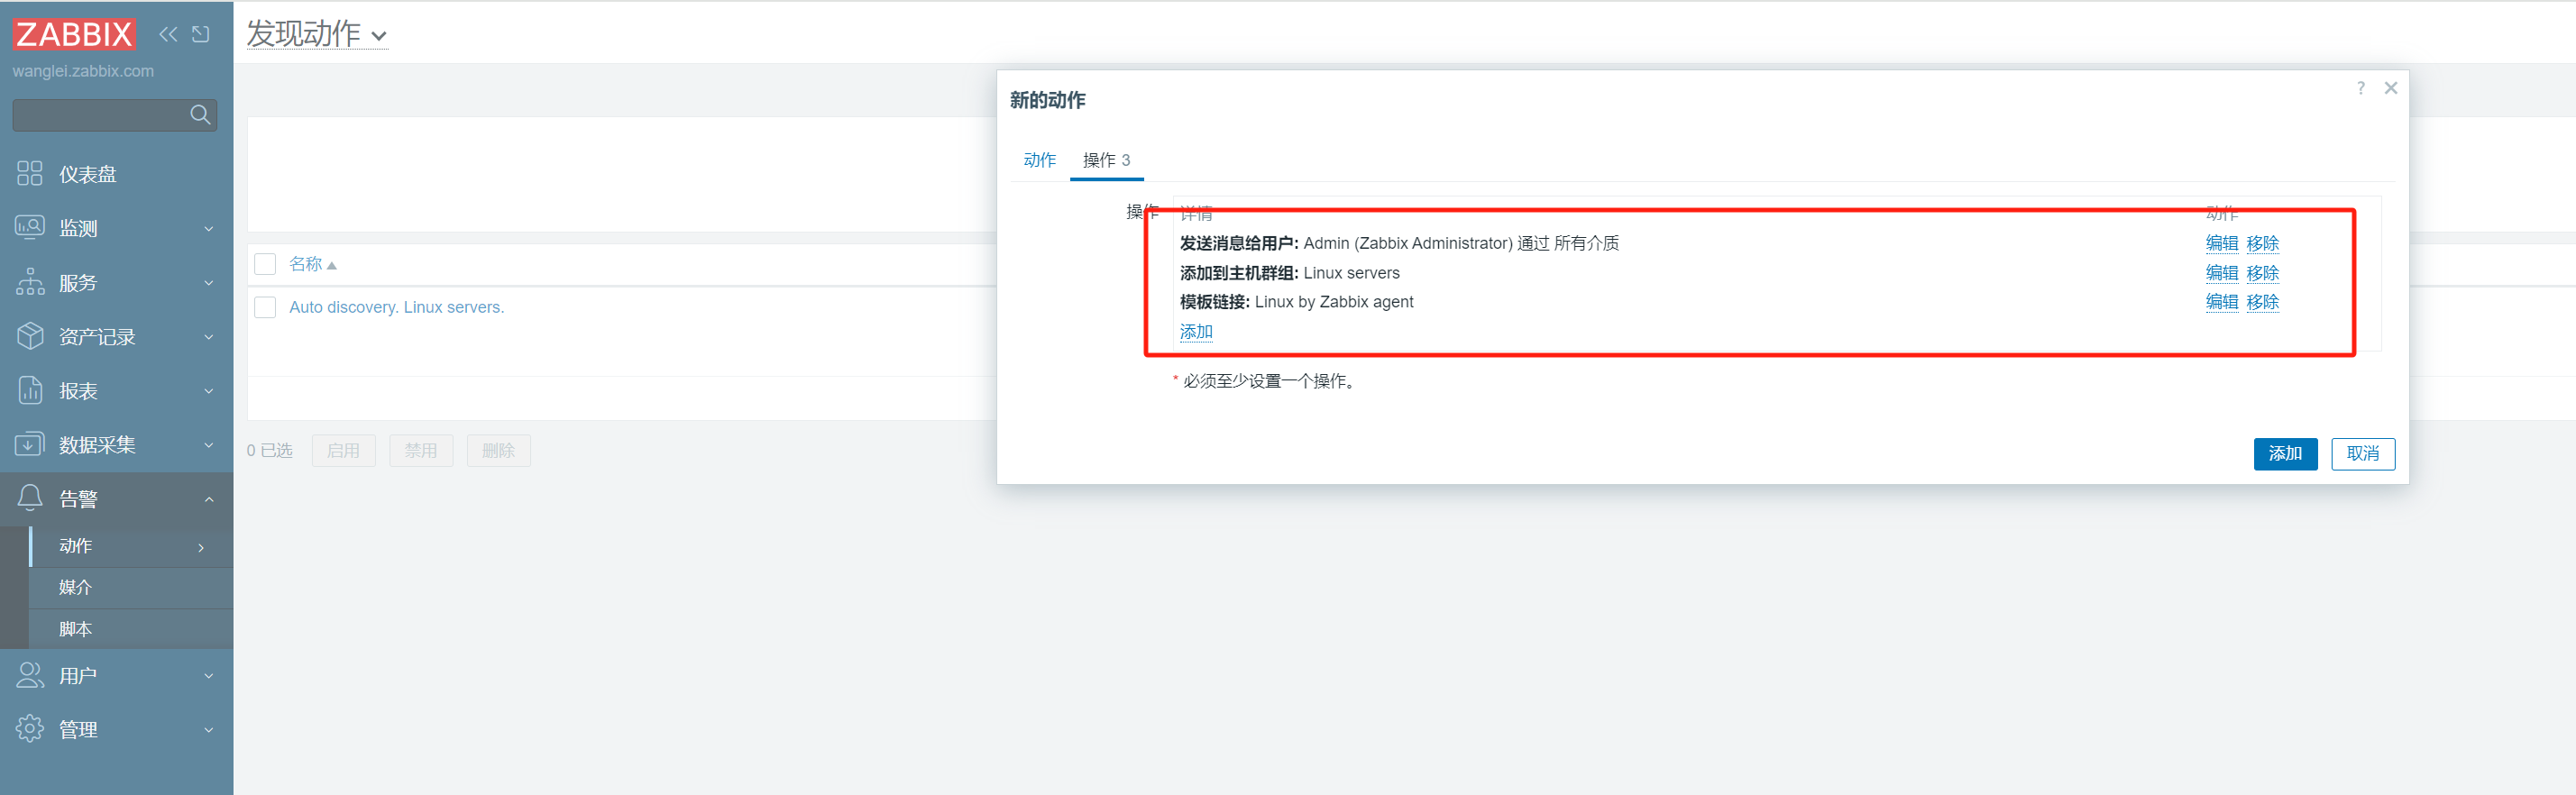 ZABBIX
wanglei.zabbix.com
仪表盘
监测
服务
资产记录
报表
数据采集
告警
动作
媒介
脚本
用户
管理
发现动作
名称
Auto discovery. Linux servers.
0 已选 启用 禁用 删除
新的动作
?
动作 操作 3
操作 详情 动作
发送消息给用户: Admin (Zabbix Administrator) 通过 所有介质 编辑 移除
添加到主机群组: Linux servers 编辑 移除
模板链接: Linux by Zabbix agent 编辑 移除
添加
* 必须至少设置一个操作。
添加 取消